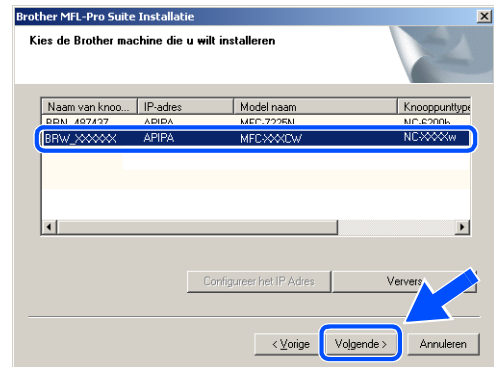 Brother MFL-Pro Suite Installatie
Kies de Brother machine die u wilt installeren
Naam van knoo... IP-adres Model naam Knooppunttype
BRN_487437 APIPA MFC-7225N NC-6200h
BRW_XXXXXX APIPA MFC-XXXCW NC-XXXXw
Configureer het IP Adres Ververs
< Vorige Volgende > Annuleren